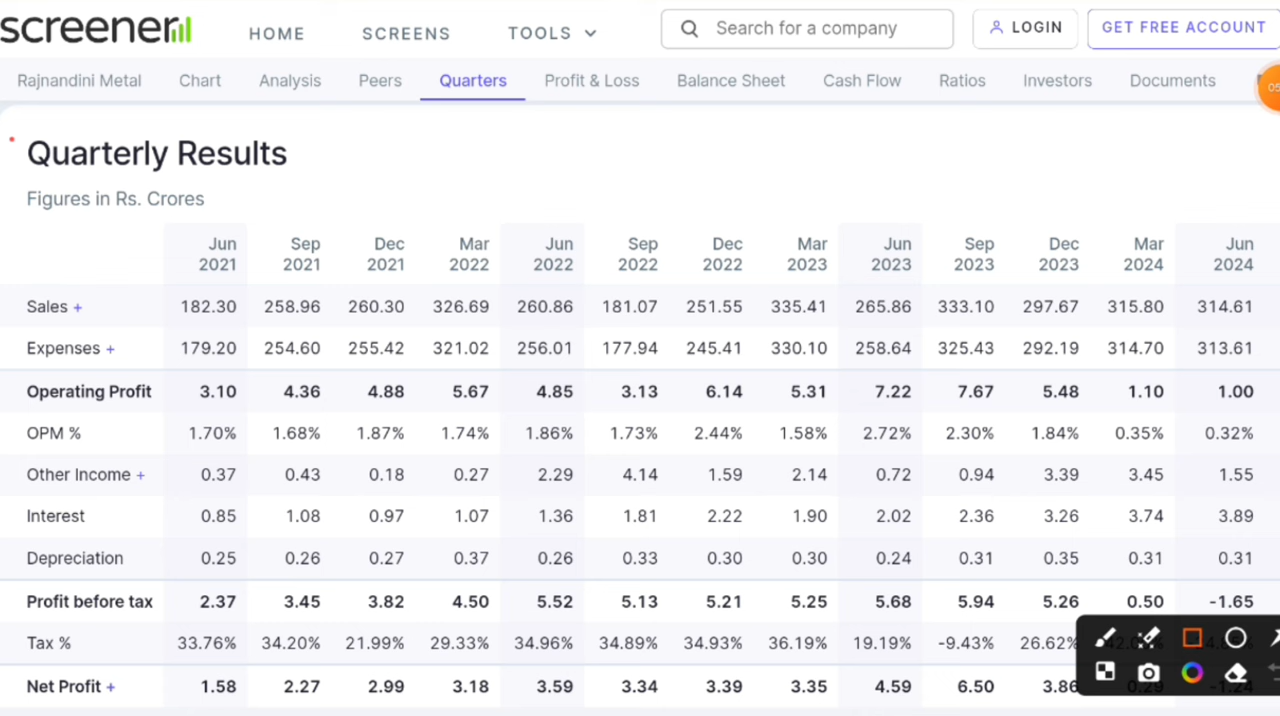 screener
HOME SCREENS TOOLS
Search for a company
LOGIN
GET FREE ACCOUNT
Rajnandini Metal Chart Analysis Peers Quarters Profit & Loss Balance Sheet Cash Flow Ratios Investors Documents
05
Quarterly Results
Figures in Rs. Crores
Jun 2021 Sep 2021 Dec 2021 Mar 2022 Jun 2022 Sep 2022 Dec 2022 Mar 2023 Jun 2023 Sep 2023 Dec 2023 Mar 2024 Jun 2024
Sales + 182.30 258.96 260.30 326.69 260.86 181.07 251.55 335.41 265.86 333.10 297.67 315.80 314.61
Expenses + 179.20 254.60 255.42 321.02 256.01 177.94 245.41 330.10 258.64 325.43 292.19 314.70 313.61
Operating Profit 3.10 4.36 4.88 5.67 4.85 3.13 6.14 5.31 7.22 7.67 5.48 1.10 1.00
OPM % 1.70% 1.68% 1.87% 1.74% 1.86% 1.73% 2.44% 1.58% 2.72% 2.30% 1.84% 0.35% 0.32%
Other Income + 0.37 0.43 0.18 0.27 2.29 4.14 1.59 2.14 0.72 0.94 3.39 3.45 1.55
Interest 0.85 1.08 0.97 1.07 1.36 1.81 2.22 1.90 2.02 2.36 3.26 3.74 3.89
Depreciation 0.25 0.26 0.27 0.37 0.26 0.33 0.30 0.30 0.24 0.31 0.35 0.31 0.31
Profit before tax 2.37 3.45 3.82 4.50 5.52 5.13 5.21 5.25 5.68 5.94 5.26 0.50 -1.65
Tax % 33.76% 34.20% 21.99% 29.33% 34.96% 34.89% 34.93% 36.19% 19.19% -9.43% 26.62%
Net Profit + 1.58 2.27 2.99 3.18 3.59 3.34 3.39 3.35 4.59 6.50 3.86 0.29 -1.24